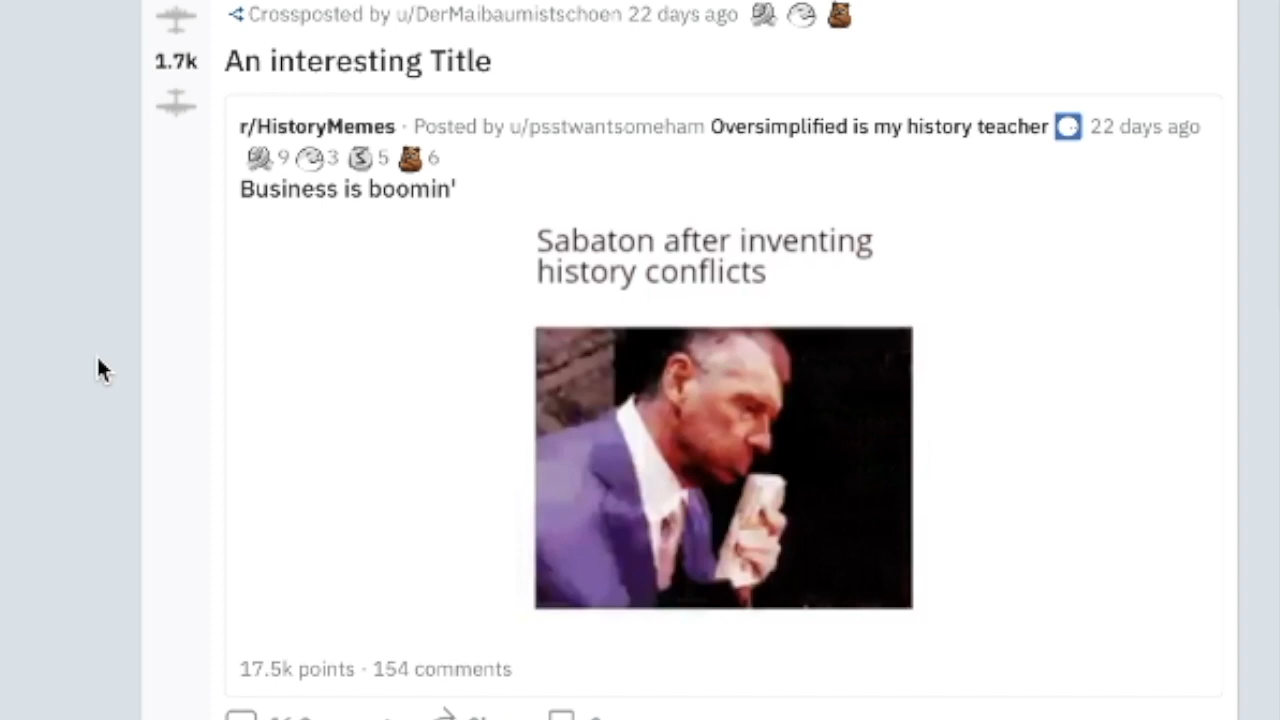 Crossposted by u/DerMaibaumistschoen 22 days ago
1.7k
An interesting Title
r/HistoryMemes · Posted by u/psstwantsomeham Oversimplified is my history teacher 22 days ago
9 3 5 6
Business is boomin'
Sabaton after inventing
history conflicts
17.5k points · 154 comments